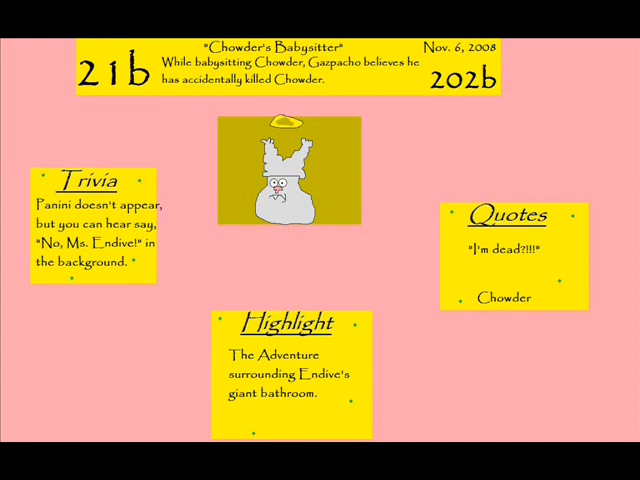 21b
"Chowder's Babysitter"
Nov. 6, 2008
While babysitting Chowder, Gazpacho believes he
has accidentally killed Chowder.
202b
Trivia
Panini doesn't appear,
but you can hear say,
"No, Ms. Endive!" in
the background.
Quotes
"I'm dead?!!!"
Chowder
Highlight
The Adventure
surrounding Endive's
giant bathroom.